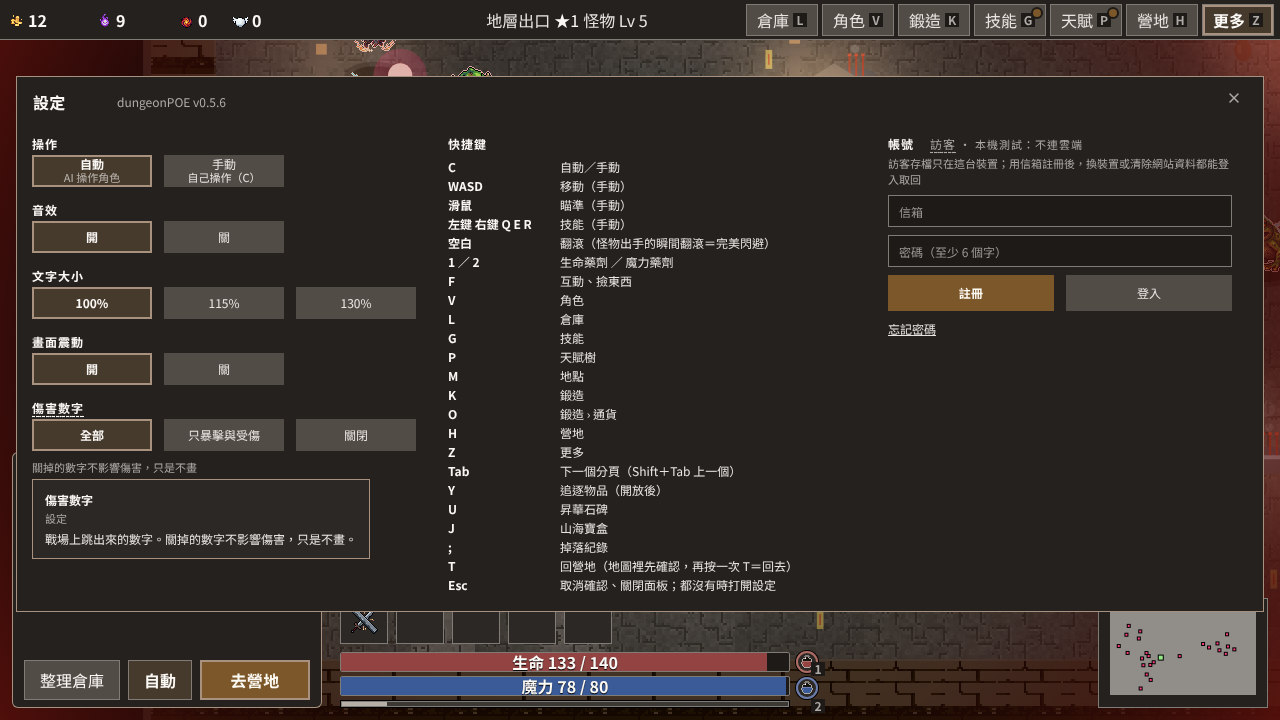 12 9 0 0 地層出口 ★1 怪物 Lv 5 倉庫 L 角色 V 鍛造 K 技能 G 天賦 P 營地 H 更多 Z
設定 dungeonPOE v0.5.6 ×
操作
自動
AI 操作角色
手動
自己操作（C）
音效
開 關
文字大小
100% 115% 130%
畫面震動
開 關
傷害數字
全部 只暴擊與受傷 關閉
關掉的數字不影響傷害，只是不畫
傷害數字
設定
戰場上跳出來的數字。關掉的數字不影響傷害，只是不畫。
快捷鍵
C 自動／手動
WASD 移動（手動）
滑鼠 瞄準（手動）
左鍵 右鍵 Q E R 技能（手動）
空白 翻滾（怪物出手的瞬間翻滾＝完美閃避）
1 ／ 2 生命藥劑 ／ 魔力藥劑
F 互動、撿東西
V 角色
L 倉庫
G 技能
P 天賦樹
M 地點
K 鍛造
O 鍛造 › 通貨
H 營地
Z 更多
Tab 下一個分頁（Shift＋Tab 上一個）
Y 追逐物品（開放後）
U 昇華石碑
J 山海寶盒
; 掉落紀錄
T 回營地（地圖裡先確認，再按一次 T＝回去）
Esc 取消確認、關閉面板；都沒有時打開設定
帳號 訪客 · 本機測試：不連雲端
訪客存檔只在這台裝置；用信箱註冊後，換裝置或清除網站資料都能登
入取回
信箱
密碼（至少 6 個字）
註冊 登入
忘記密碼
整理倉庫 自動 去營地
生命 133 / 140 1
魔力 78 / 80 2